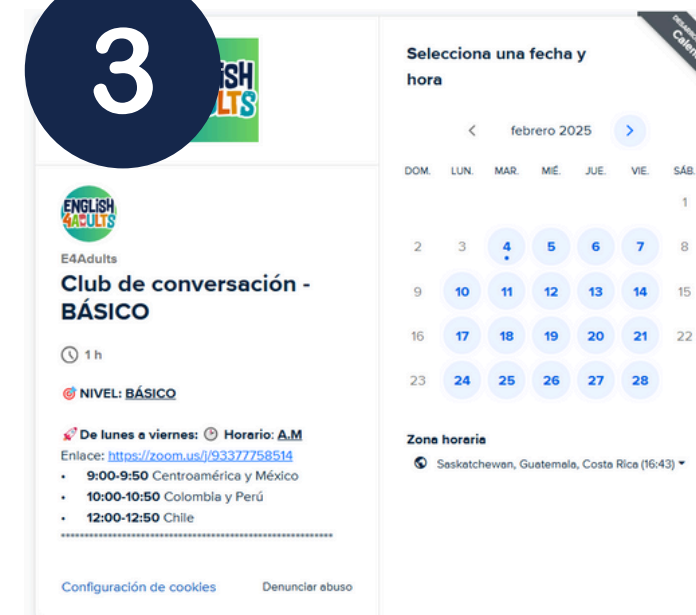 3
ISH
LTS
ENGLISH
4ADULTS
E4Adults
Club de conversación -
BÁSICO
1 h
🎯 NIVEL: BÁSICO
🚀 De lunes a viernes: 🕑 Horario: A.M
Enlace: https://zoom.us/j/93377758514
• 9:00-9:50 Centroamérica y México
• 10:00-10:50 Colombia y Perú
• 12:00-12:50 Chile
******************************************************************
Configuración de cookies Denunciar abuso
Selecciona una fecha y
hora
< febrero 2025 >
DOM. LUN. MAR. MIÉ. JUE. VIE. SÁB.
1
2 3 4 5 6 7 8
9 10 11 12 13 14 15
16 17 18 19 20 21 22
23 24 25 26 27 28
Zona horaria
Saskatchewan, Guatemala, Costa Rica (16:43)